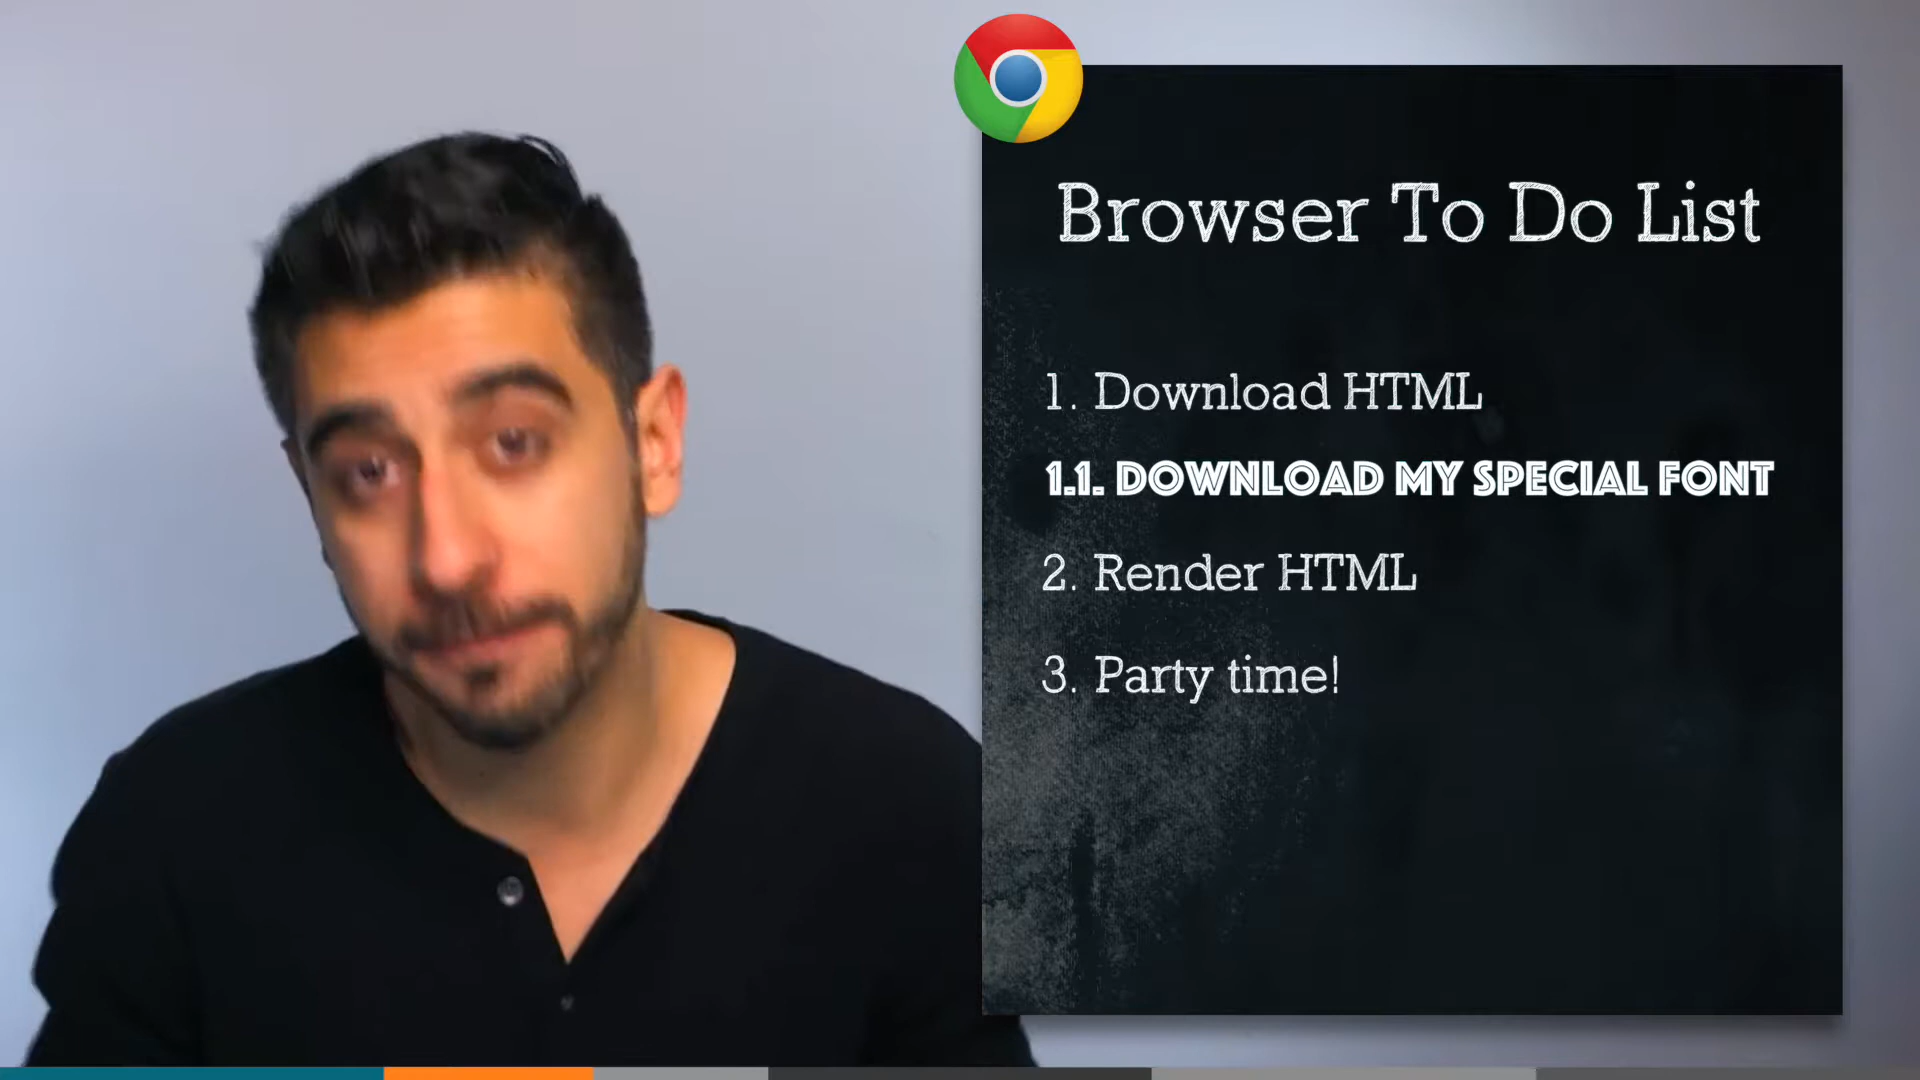 Browser To Do List
1. Download HTML
1.1. DOWNLOAD MY SPECIAL FONT
2. Render HTML
3. Party time!